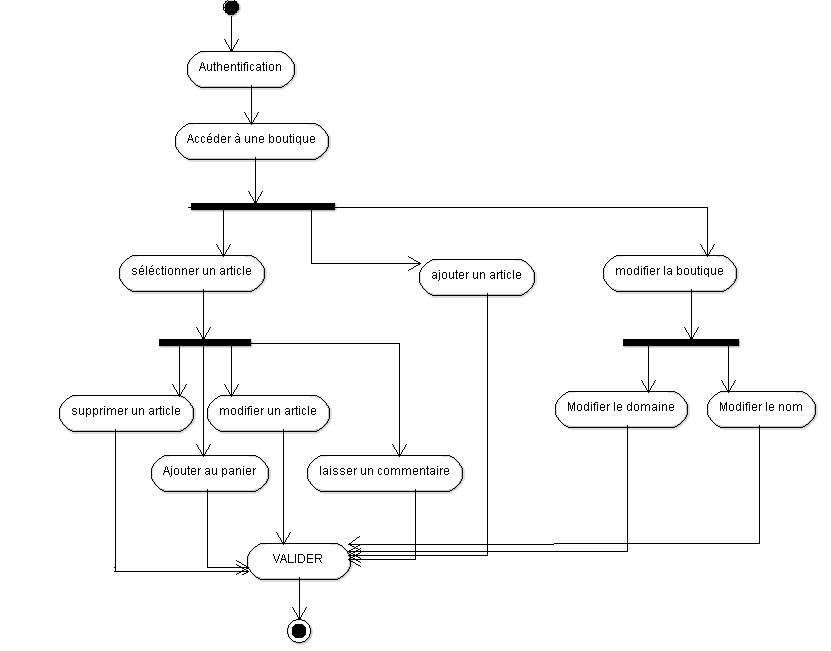 Authentification
Accéder à une boutique
séléctionner un article
ajouter un article
modifier la boutique
supprimer un article
modifier un article
Modifier le domaine
Modifier le nom
Ajouter au panier
laisser un commentaire
VALIDER